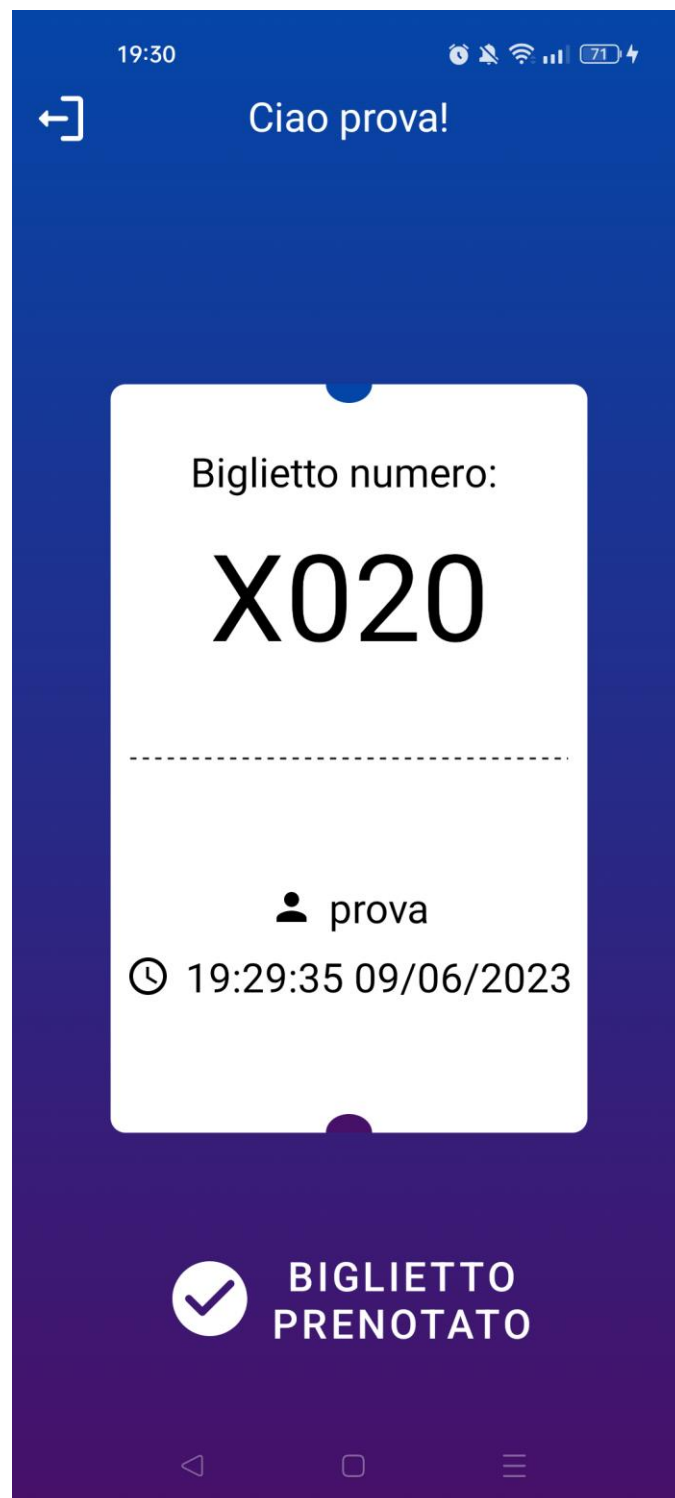 19:30
71
Ciao prova!
Biglietto numero:
X020
prova
19:29:35 09/06/2023
BIGLIETTO
PRENOTATO